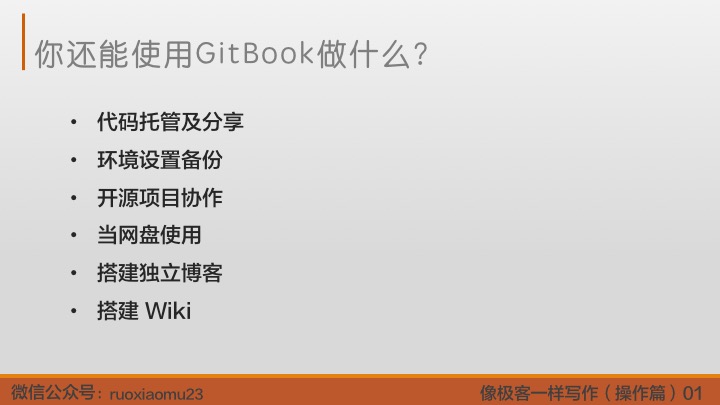 你还能使用GitBook做什么？
• 代码托管及分享
• 环境设置备份
• 开源项目协作
• 当网盘使用
• 搭建独立博客
• 搭建 Wiki
微信公众号：ruoxiaomu23
像极客一样写作（操作篇）01